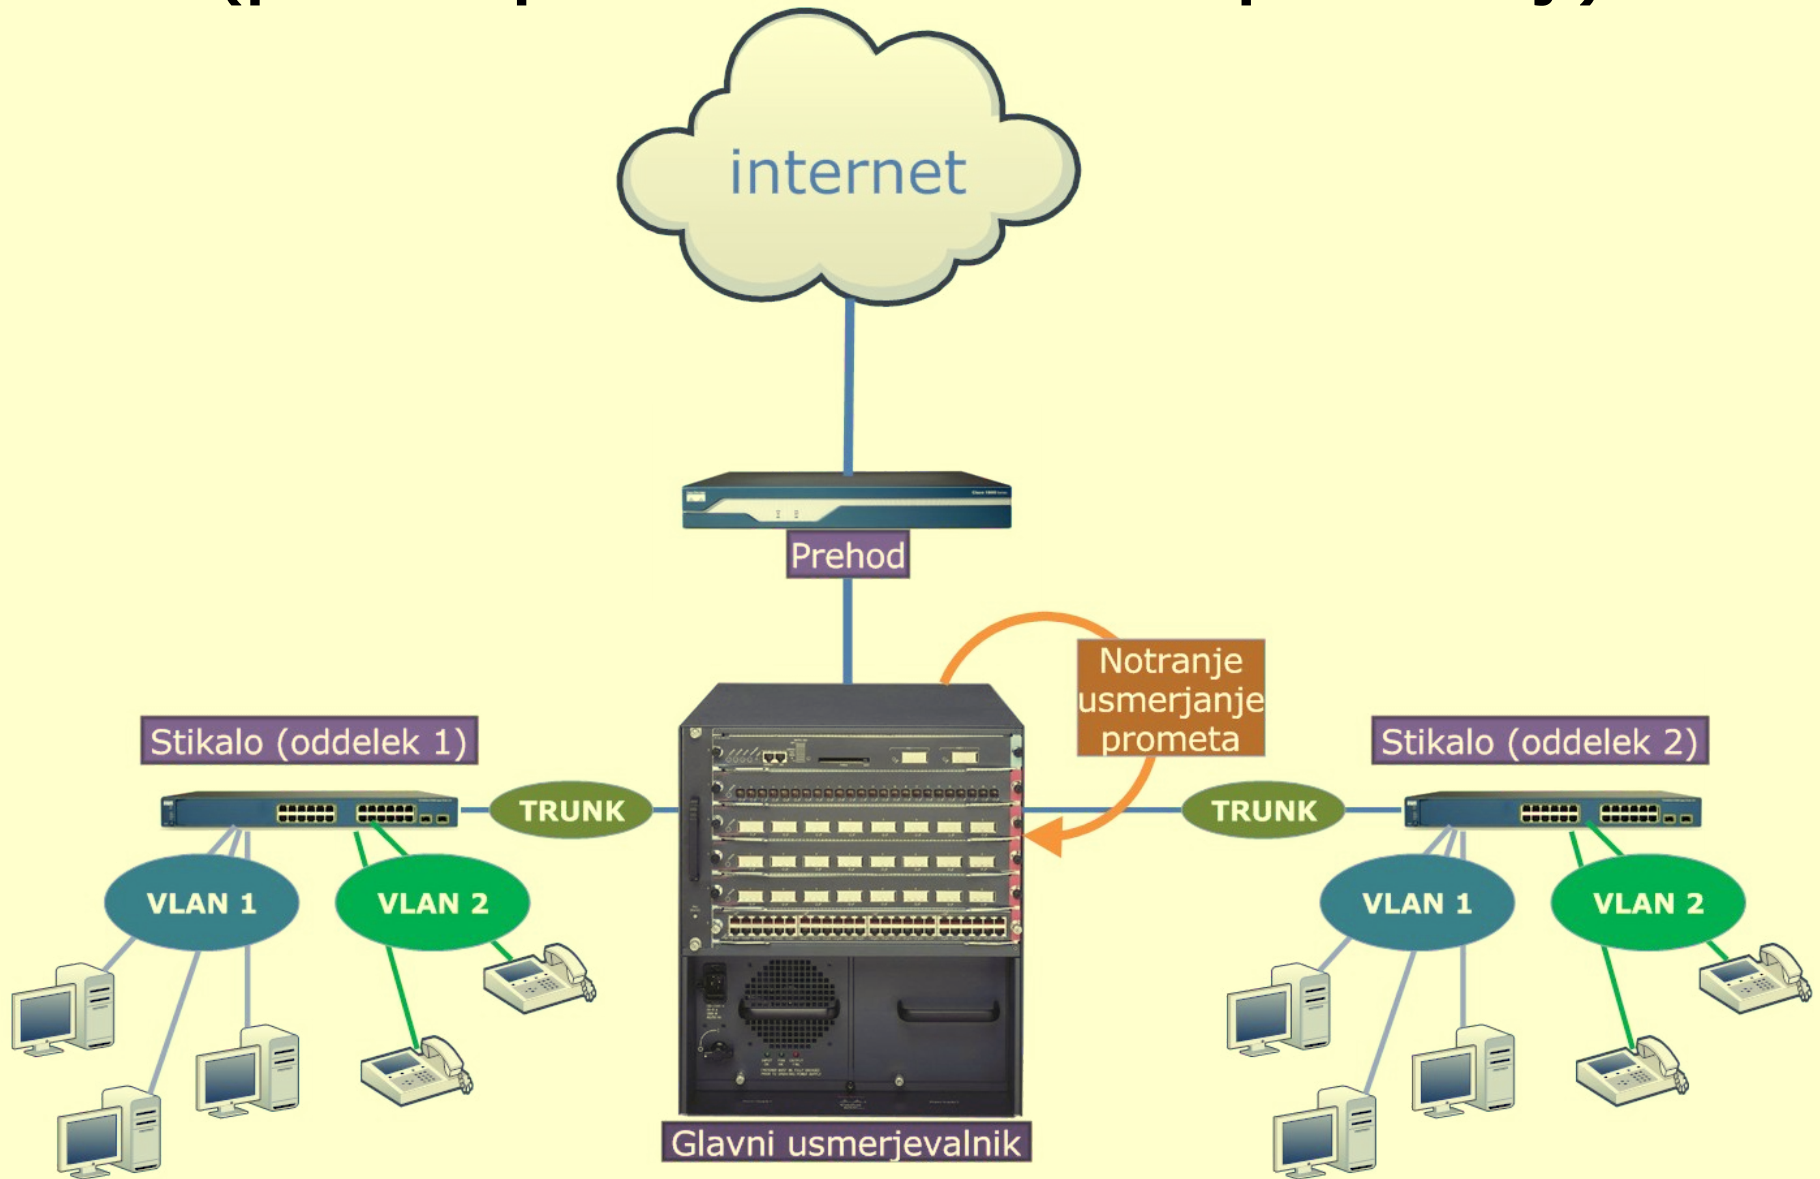 internet
Prehod
Notranje
usmerjanje
prometa
Stikalo (oddelek 1)
Stikalo (oddelek 2)
TRUNK
TRUNK
VLAN 1
VLAN 2
VLAN 1
VLAN 2
Glavni usmerjevalnik